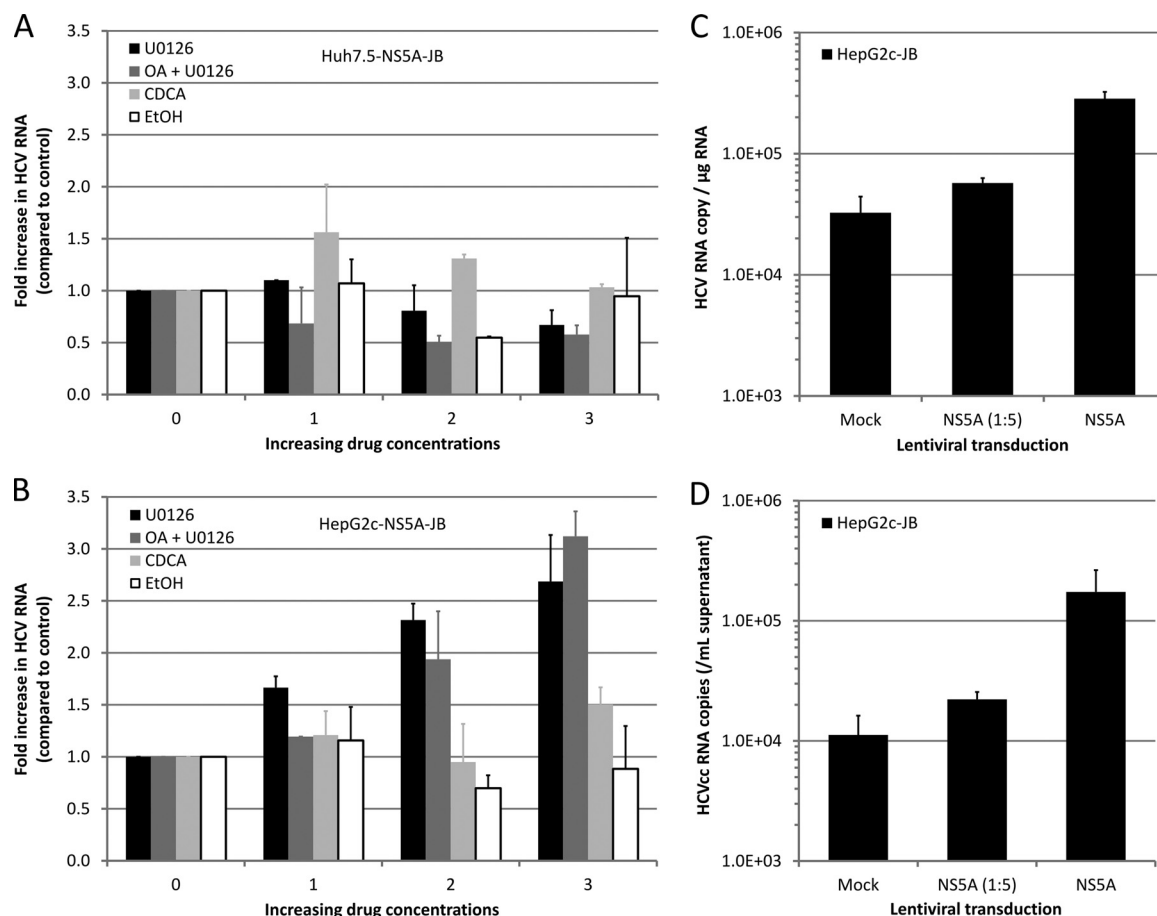 A
Fold increase in HCV RNA
(compared to control)
3.5
3.0
2.5
2.0
1.5
1.0
0.5
0.0
U0126
OA + U0126
CDCA
EtOH
Huh7.5-NS5A-JB
0 1 2 3
Increasing drug concentrations
B
Fold increase in HCV RNA
(compared to control)
3.5
3.0
2.5
2.0
1.5
1.0
0.5
0.0
U0126
OA + U0126
CDCA
EtOH
HepG2c-NS5A-JB
0 1 2 3
Increasing drug concentrations
C
HCV RNA copy / µg RNA
1.0E+06
1.0E+05
1.0E+04
1.0E+03
HepG2c-JB
Mock NS5A (1:5) NS5A
Lentiviral transduction
D
HCVcc RNA copies (/mL supernatant)
1.0E+06
1.0E+05
1.0E+04
1.0E+03
HepG2c-JB
Mock NS5A (1:5) NS5A
Lentiviral transduction